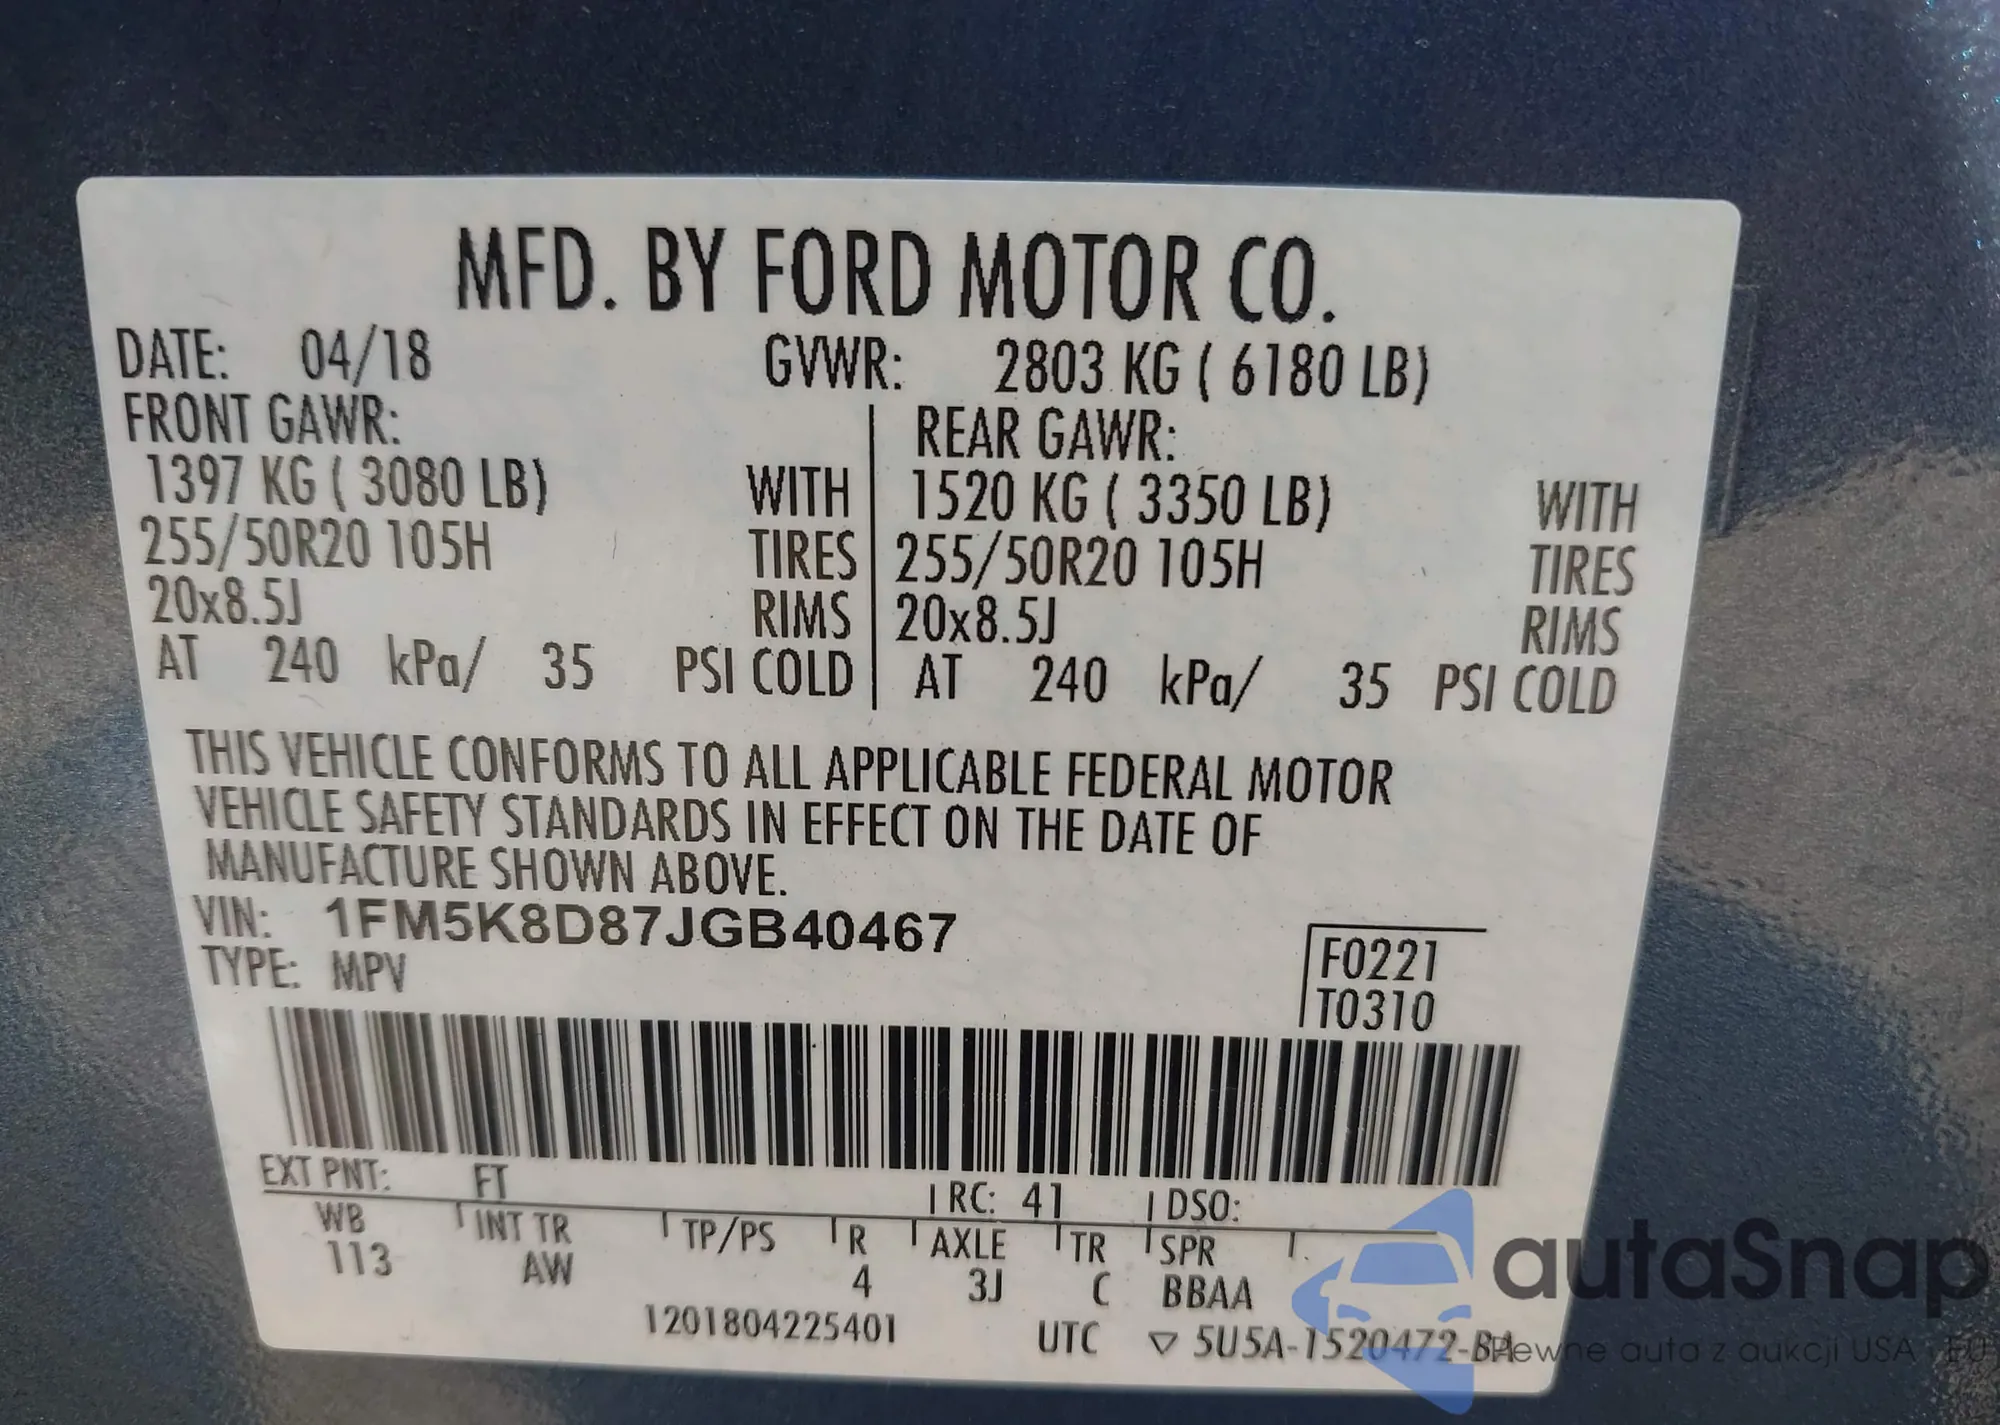 MFD. BY FORD MOTOR CO.
DATE: 04/18 GVWR: 2803 KG ( 6180 LB)
FRONT GAWR: REAR GAWR:
1397 KG ( 3080 LB) WITH 1520 KG ( 3350 LB) WITH
255/50R20 105H TIRES 255/50R20 105H TIRES
20x8.5J RIMS 20x8.5J RIMS
AT 240 kPa/ 35 PSI COLD AT 240 kPa/ 35 PSI COLD
THIS VEHICLE CONFORMS TO ALL APPLICABLE FEDERAL MOTOR
VEHICLE SAFETY STANDARDS IN EFFECT ON THE DATE OF
MANUFACTURE SHOWN ABOVE.
VIN: 1FM5K8D87JGB40467
TYPE: MPV
F0221
T0310
EXT PNT: FT RC: 41 DSO:
WB INT TR TP/PS R AXLE TR SPR
113 AW 4 3J C BBAA
1201804225401 UTC ▽ 5U5A-1520472-BA
autaSnap
Pewne auta z aukcji USA i EU